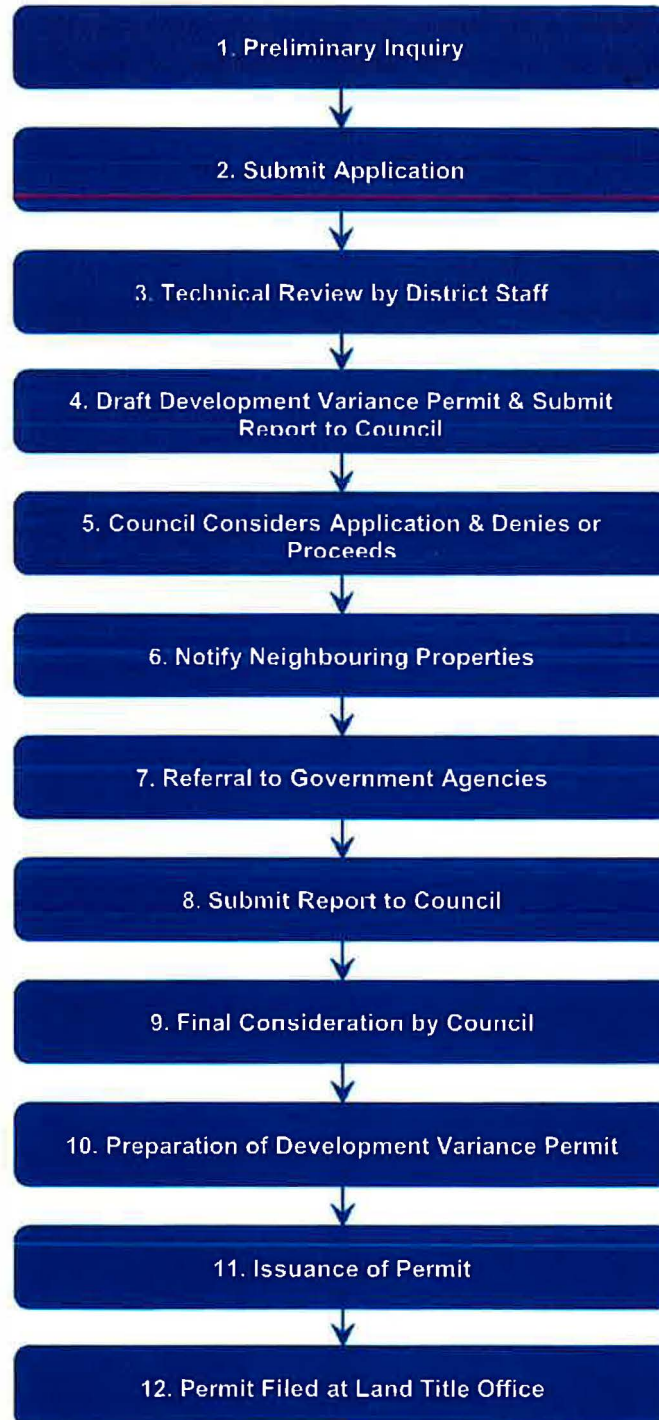 1. Preliminary Inquiry
2. Submit Application
3. Technical Review by District Staff
4. Draft Development Variance Permit & Submit
Report to Council
5. Council Considers Application & Denies or
Proceeds
6. Notify Neighbouring Properties
7. Referral to Government Agencies
8. Submit Report to Council
9. Final Consideration by Council
10. Preparation of Development Variance Permit
11. Issuance of Permit
12. Permit Filed at Land Title Office